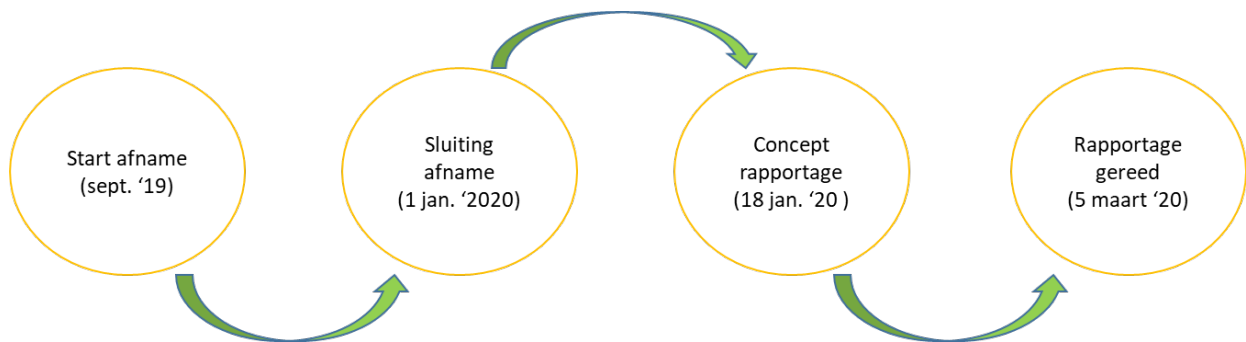 Start afname
(sept. ‘19)
Sluiting
afname
(1 jan. ‘2020)
Concept
rapportage
(18 jan. ‘20 )
Rapportage
gereed
(5 maart ‘20)